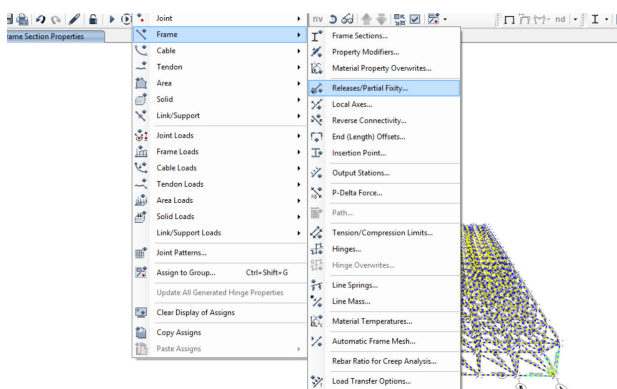 nv
nd
rame Section Properties
Joint
Frame
Cable
Tendon
Area
Solid
Link/Support
Joint Loads
Frame Loads
Cable Loads
Tendon Loads
Area Loads
Solid Loads
Link/Support Loads
Joint Patterns...
Assign to Group... Ctrl+Shift+G
Update All Generated Hinge Properties
Clear Display of Assigns
Copy Assigns
Paste Assigns
Frame Sections...
Property Modifiers...
Material Property Overwrites...
Releases/Partial Fixity...
Local Axes...
Reverse Connectivity...
End (Length) Offsets...
Insertion Point...
Output Stations...
P-Delta Force...
Path...
Tension/Compression Limits...
Hinges...
Hinge Overwrites...
Line Springs...
Line Mass...
Material Temperatures...
Automatic Frame Mesh...
Rebar Ratio for Creep Analysis...
Load Transfer Options...